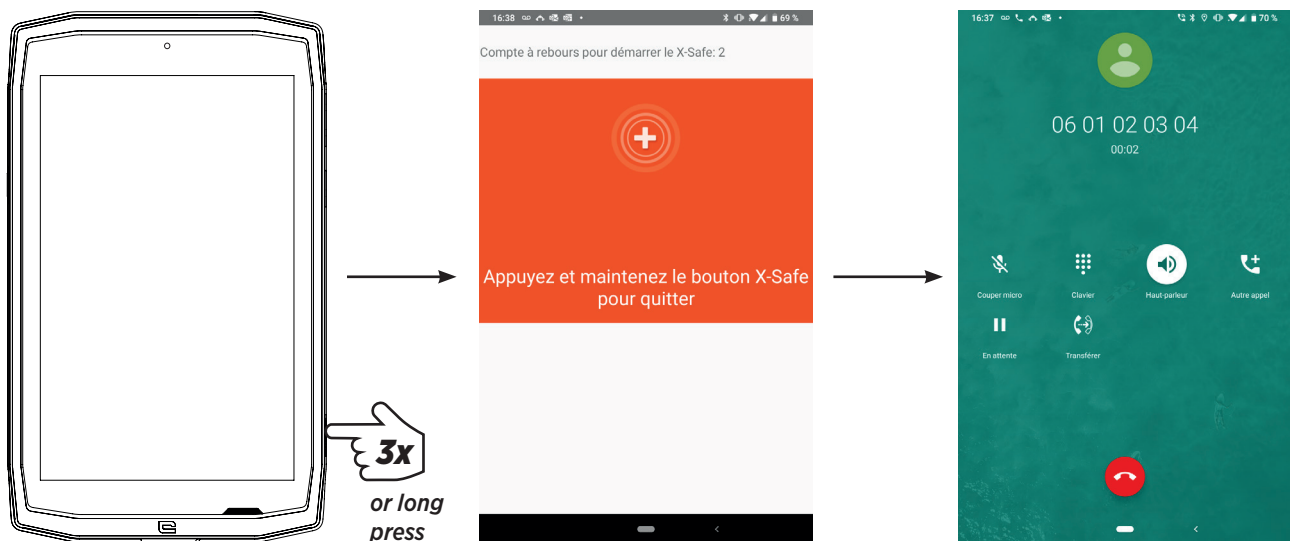 3x
or long
press
16:38
69 %
Compte à rebours pour démarrer le X-Safe: 2
Appuyez et maintenez le bouton X-Safe
pour quitter
16:37
70 %
06 01 02 03 04
00:02
Couper micro
Clavier
Haut-parleur
Autre appel
En attente
Transférer